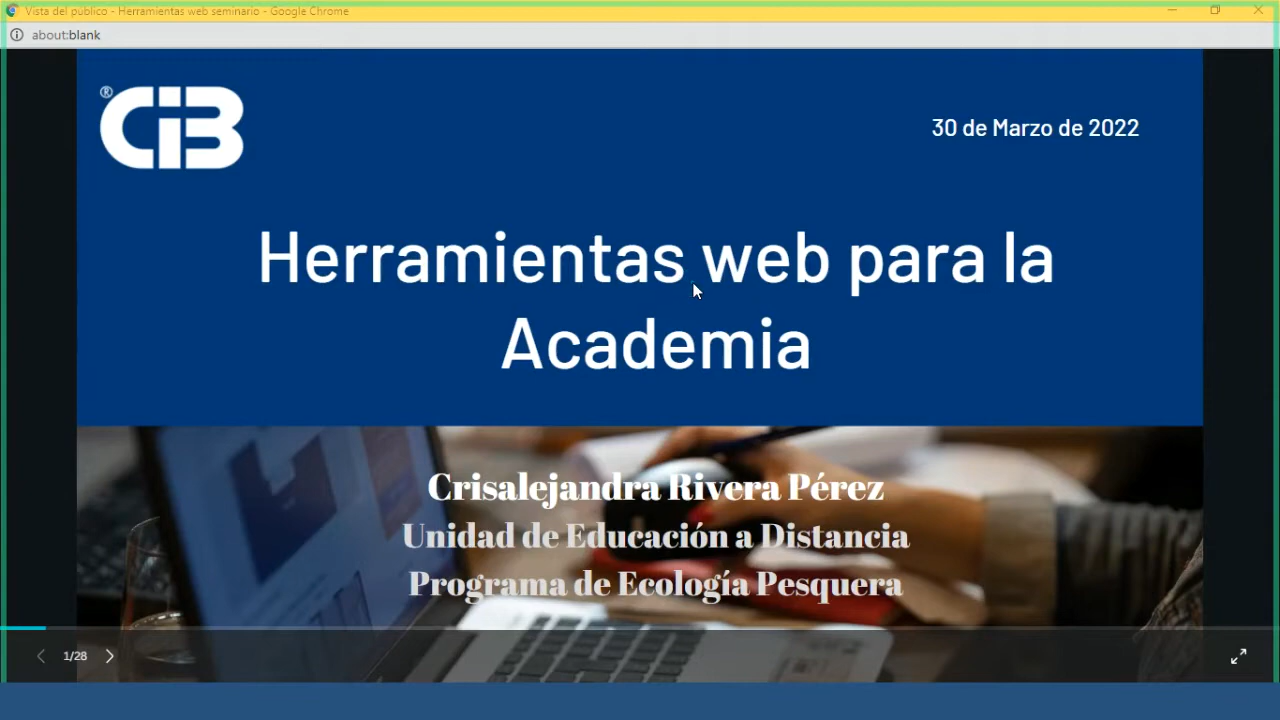 Vista del público - Herramientas web seminario - Google Chrome
about:blank
® CiB
30 de Marzo de 2022
Herramientas web para la
Academia
Crisalejandra Rivera Pérez
Unidad de Educación a Distancia
Programa de Ecología Pesquera
1/28